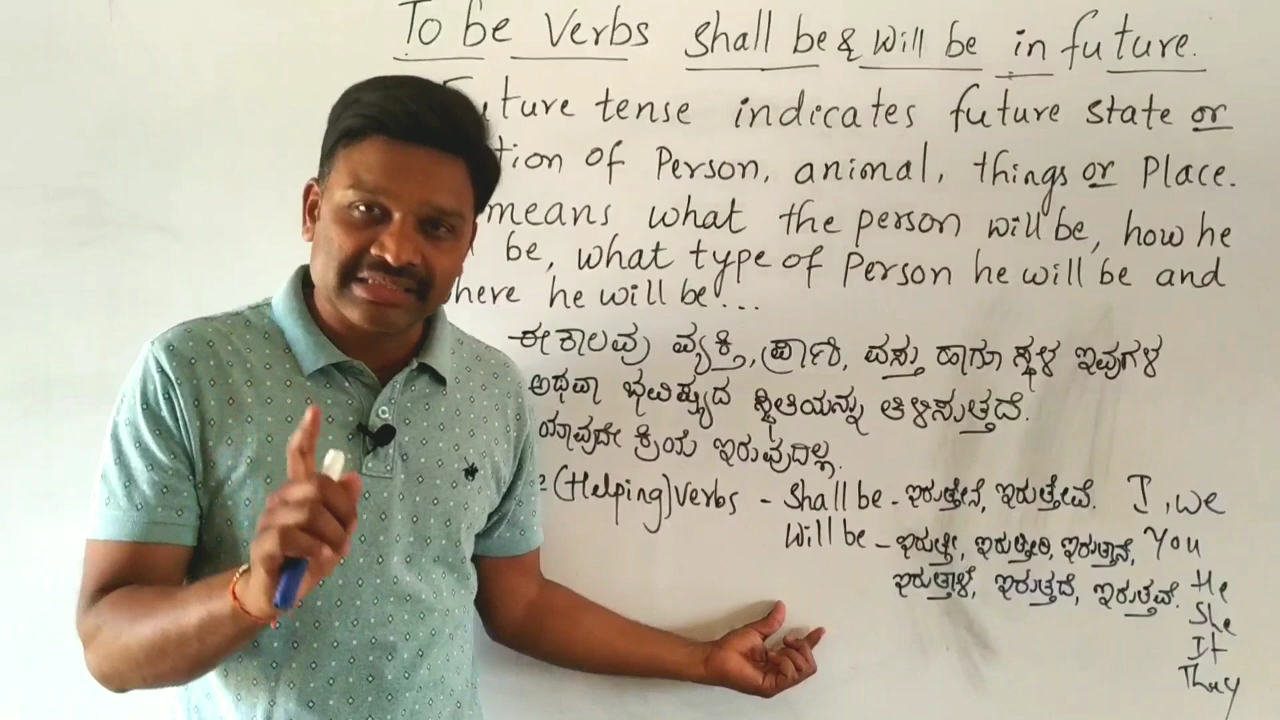 To be Verbs Shall be & Will be in future.
Future tense indicates future state or
tion of Person, animal, things or Place.
means what the person will be, how he
be, what type of Person he will be and
here he will be...
ಈ ಕಾಲವು ವ್ಯಕ್ತಿ, ಪ್ರಾಣಿ, ವಸ್ತು ಹಾಗೂ ಸ್ಥಳ ಇವುಗಳ
ಅಥವಾ ಭವಿಷ್ಯದ ಸ್ಥಿತಿಯನ್ನು ತಿಳಿಸುತ್ತದೆ.
ಯಾವುದೇ ಕ್ರಿಯೆ ಇರುವುದಿಲ್ಲ.
(Helping) Verbs - Shall be - ಇರುತ್ತೇನೆ, ಇರುತ್ತೇವೆ. I, we
Will be - ಇರುತ್ತೀ, ಇರುತ್ತೀರಿ, ಇರುತ್ತಾನೆ, You
ಇರುತ್ತಾಳೆ, ಇರುತ್ತದೆ, ಇರುತ್ತವೆ. He
She
It
They